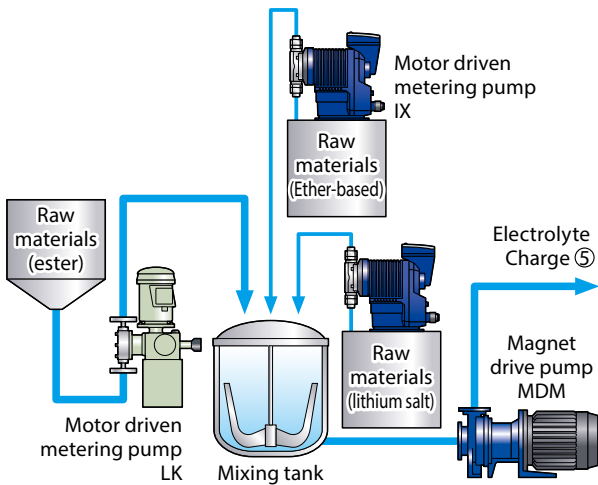 Motor driven
metering pump
IX
Raw
materials
(Ether-based)
Raw
materials
(ester)
Electrolyte
Charge ⑤
Raw
materials
(lithium salt)
Magnet
drive pump
MDM
Motor driven
metering pump
LK
Mixing tank